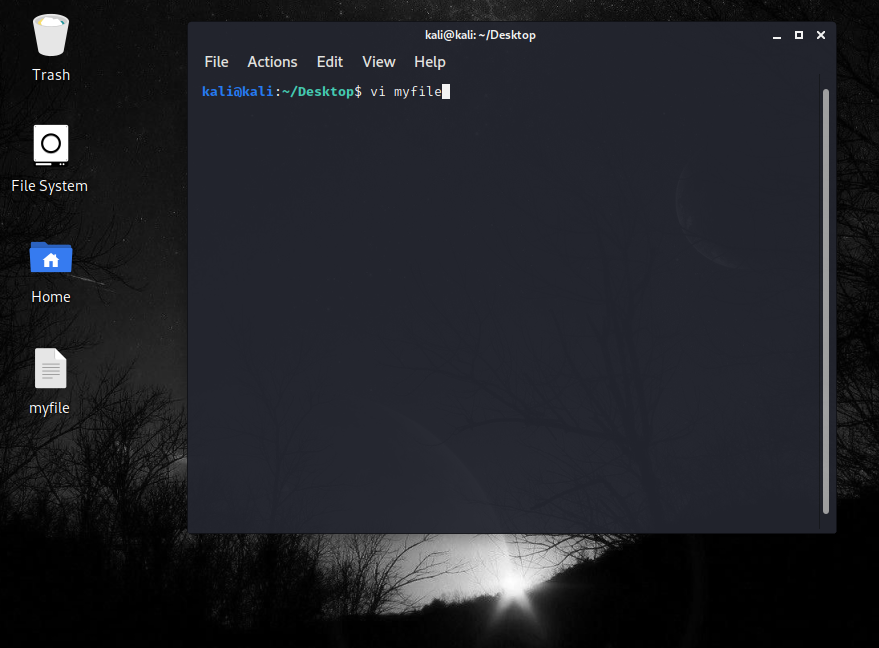 Trash
File System
Home
myfile
kali@kali: ~/Desktop
File Actions Edit View Help
kali@kali:~/Desktop$ vi myfile